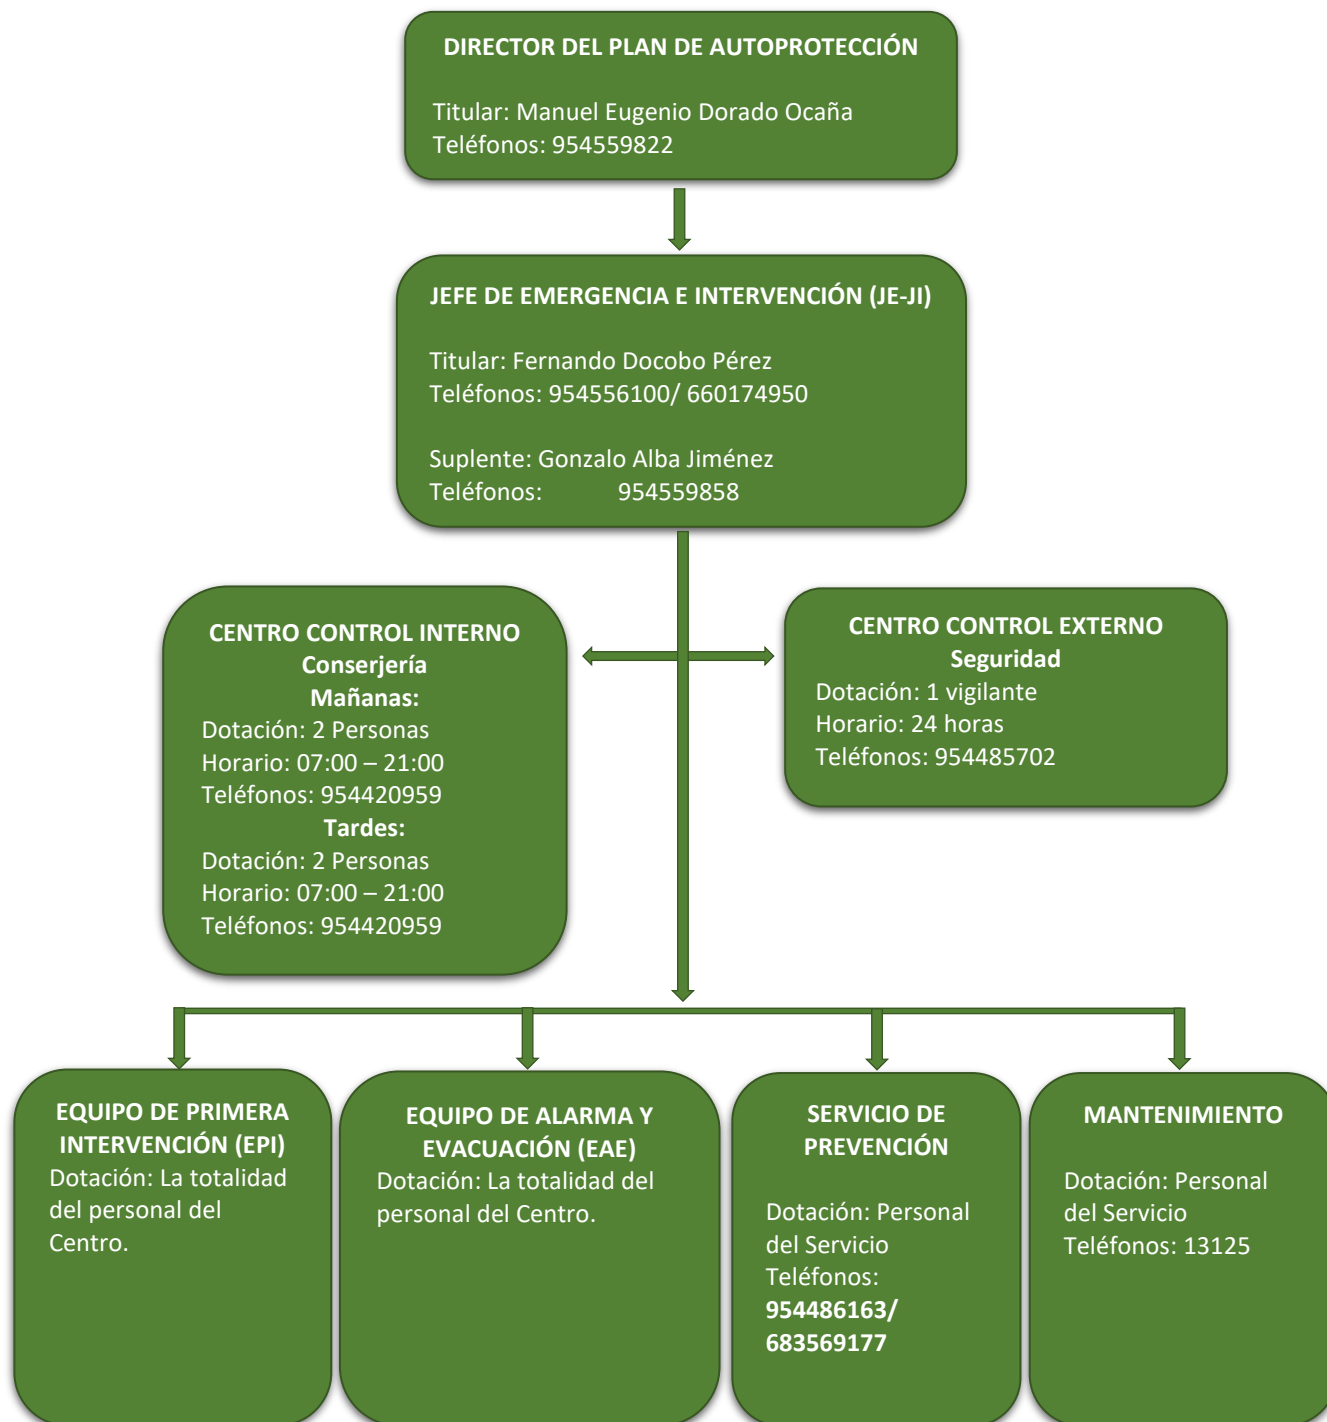 DIRECTOR DEL PLAN DE AUTOPROTECCIÓN
Titular: Manuel Eugenio Dorado Ocaña
Teléfonos: 954559822
JEFE DE EMERGENCIA E INTERVENCIÓN (JE-JI)
Titular: Fernando Docobo Pérez
Teléfonos: 954556100/ 660174950
Suplente: Gonzalo Alba Jiménez
Teléfonos: 954559858
CENTRO CONTROL INTERNO
Conserjería
Mañanas:
Dotación: 2 Personas
Horario: 07:00 – 21:00
Teléfonos: 954420959
Tardes:
Dotación: 2 Personas
Horario: 07:00 – 21:00
Teléfonos: 954420959
CENTRO CONTROL EXTERNO
Seguridad
Dotación: 1 vigilante
Horario: 24 horas
Teléfonos: 954485702
EQUIPO DE PRIMERA
INTERVENCIÓN (EPI)
Dotación: La totalidad
del personal del
Centro.
EQUIPO DE ALARMA Y
EVACUACIÓN (EAE)
Dotación: La totalidad del
personal del Centro.
SERVICIO DE
PREVENCIÓN
Dotación: Personal
del Servicio
Teléfonos:
954486163/
683569177
MANTENIMIENTO
Dotación: Personal
del Servicio
Teléfonos: 13125